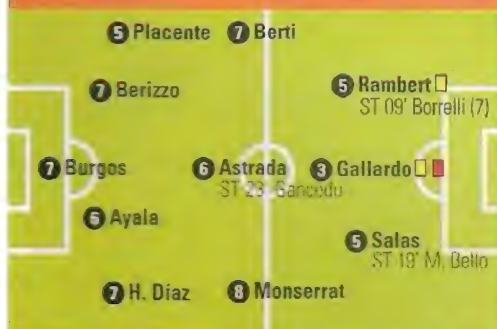 5 Placente 7 Berti
7 Berizzo
5 Rambert
ST 09' Borrelli (7)
7 Burgos
6 Astrada
ST 23' Gancedo
3 Gallardo
5 Ayala
5 Salas
ST 19' M. Bello
7 H. Díaz 8 Monserrat